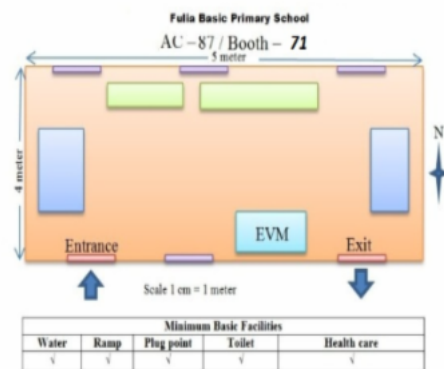 Fulia Basic Primary School
AC – 87 / Booth – 71
5 meter
N
4 meter
Entrance
EVM
Exit
Scale 1 cm = 1 meter
Minimum Basic Facilities
Water Ramp Plug point Toilet Health care
√ √ √ √ √